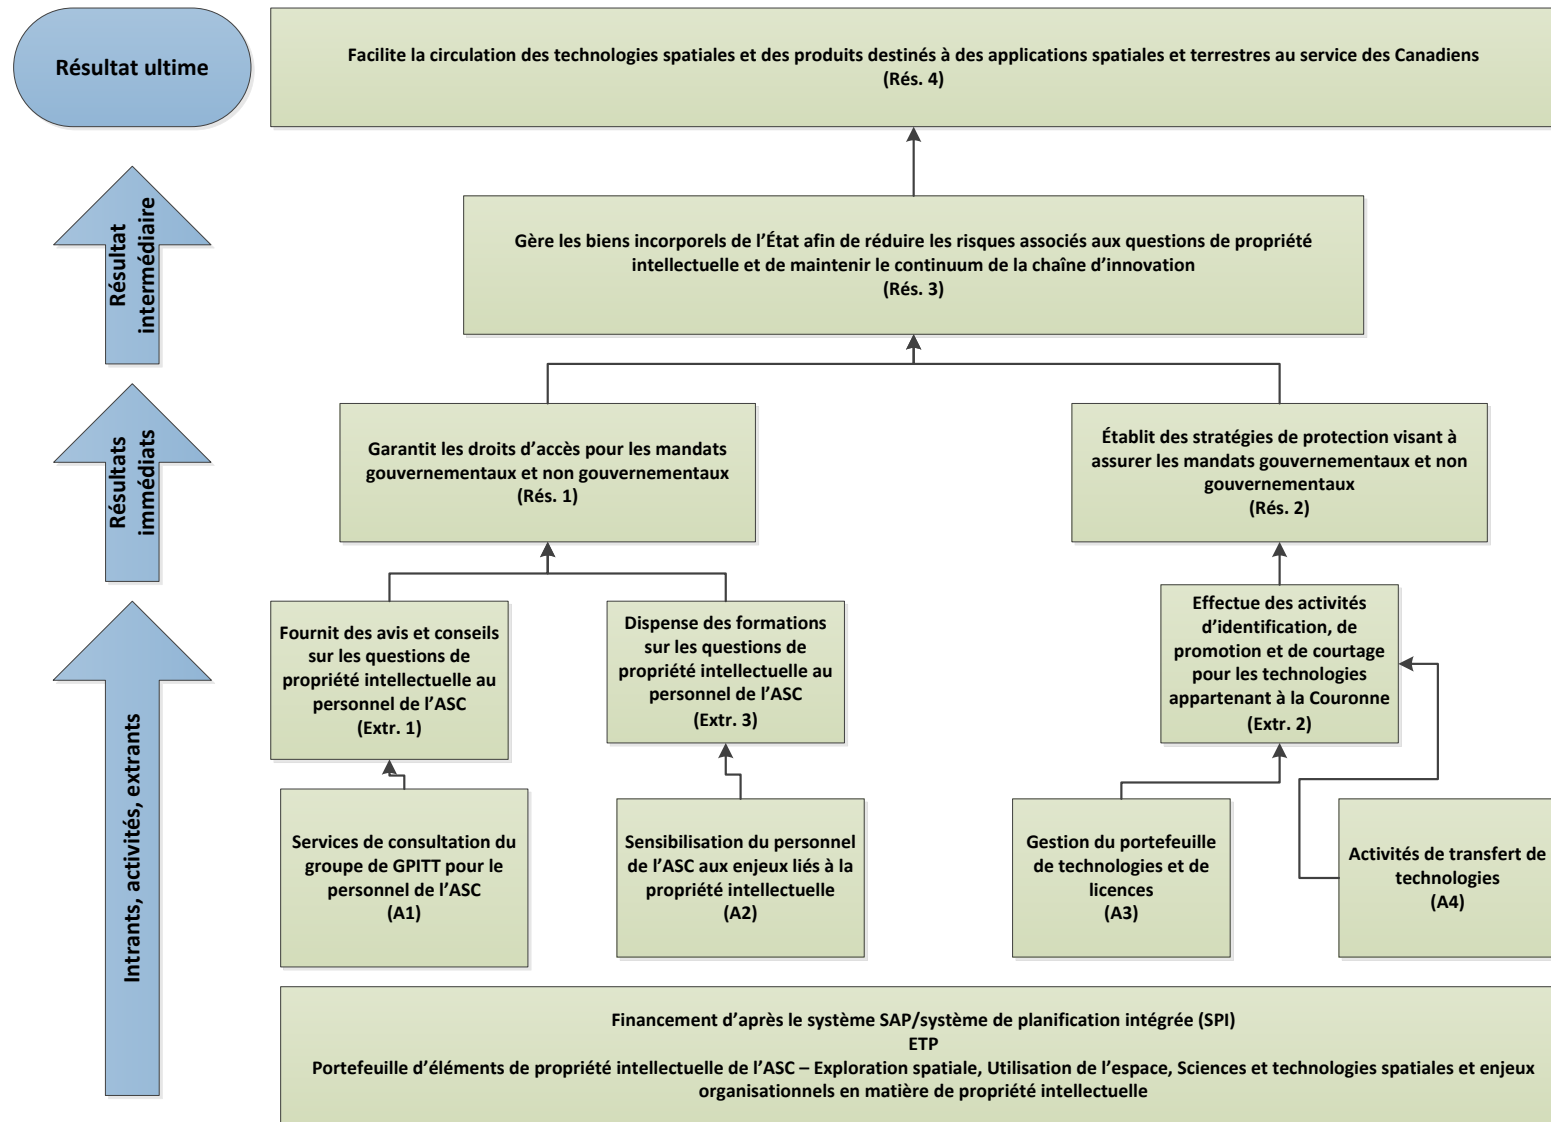 Résultat ultime
Facilite la circulation des technologies spatiales et des produits destinés à des applications spatiales et terrestres au service des Canadiens
(Rés. 4)
Résultat
intermédiaire
Gère les biens incorporels de l’État afin de réduire les risques associés aux questions de propriété
intellectuelle et de maintenir le continuum de la chaîne d’innovation
(Rés. 3)
Résultats
immédiats
Garantit les droits d’accès pour les mandats
gouvernementaux et non gouvernementaux
(Rés. 1)
Établit des stratégies de protection visant à
assurer les mandats gouvernementaux et non
gouvernementaux
(Rés. 2)
Intrants, activités, extrants
Fournit des avis et conseils
sur les questions de
propriété intellectuelle au
personnel de l’ASC
(Extr. 1)
Dispense des formations
sur les questions de
propriété intellectuelle au
personnel de l’ASC
(Extr. 3)
Effectue des activités
d’identification, de
promotion et de courtage
pour les technologies
appartenant à la Couronne
(Extr. 2)
Services de consultation du
groupe de GPITT pour le
personnel de l’ASC
(A1)
Sensibilisation du personnel
de l’ASC aux enjeux liés à la
propriété intellectuelle
(A2)
Gestion du portefeuille
de technologies et de
licences
(A3)
Activités de transfert de
technologies
(A4)
Financement d’après le système SAP/système de planification intégrée (SPI)
ETP
Portefeuille d’éléments de propriété intellectuelle de l’ASC – Exploration spatiale, Utilisation de l’espace, Sciences et technologies spatiales et enjeux
organisationnels en matière de propriété intellectuelle